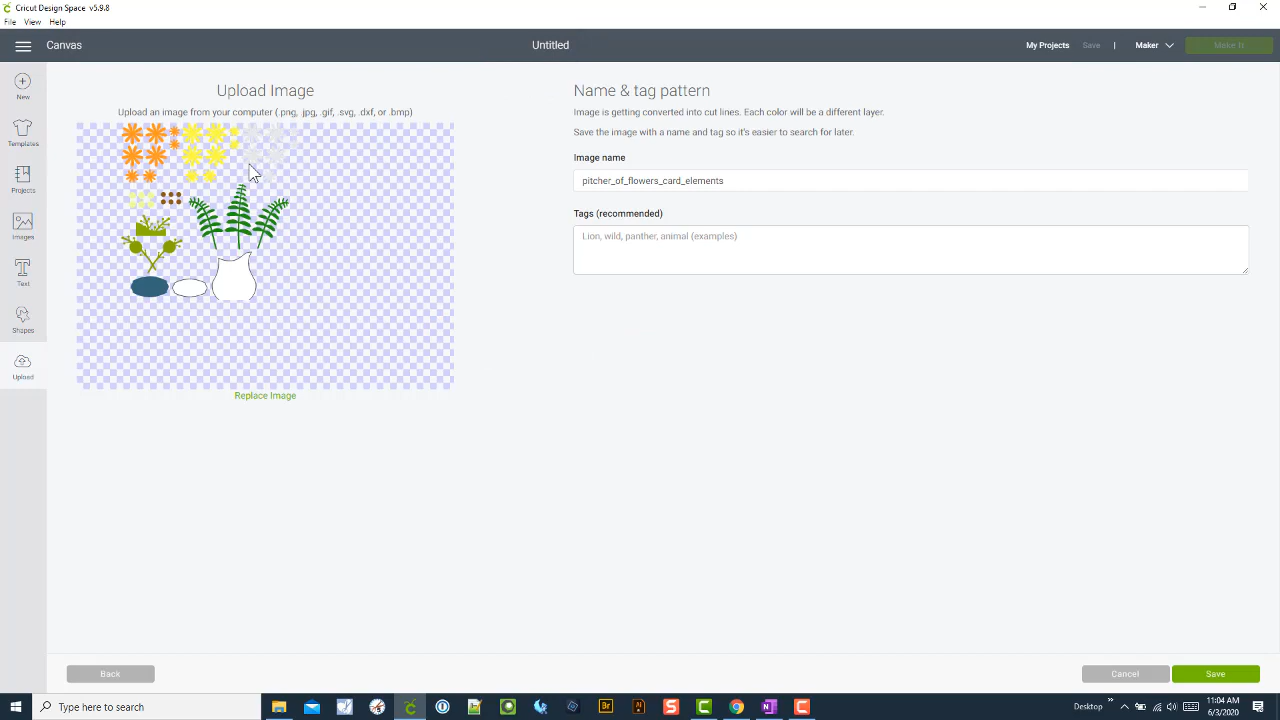 Cricut Design Space v5.9.8
File View Help
Canvas
Untitled
My Projects Save | Maker Make It
New
Templates
Projects
Images
Text
Shapes
Upload
Upload Image
Upload an image from your computer (.png, .jpg, .gif, .svg, .dxf, or .bmp)
Replace Image
Name & tag pattern
Image is getting converted into cut lines. Each color will be a different layer.
Save the image with a name and tag so it's easier to search for later.
Image name
pitcher_of_flowers_card_elements
Tags (recommended)
Lion, wild, panther, animal (examples)
Back
Cancel
Save
Type here to search
Br
Ai
S
C
N
C
Desktop
11:04 AM
6/3/2020